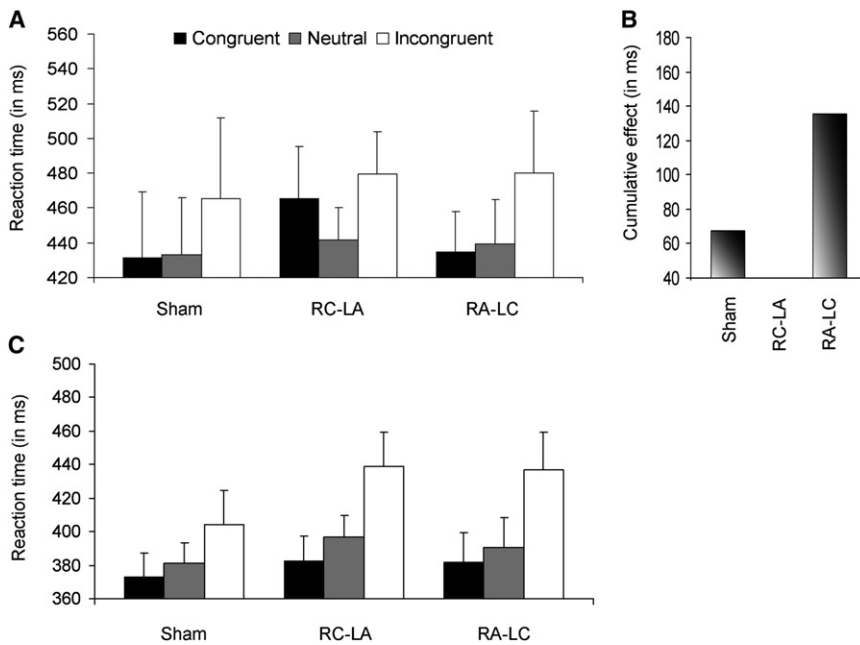 A
Reaction time (in ms)
560
540
520
500
480
460
440
420
Congruent Neutral Incongruent
Sham RC-LA RA-LC
B
Cumulative effect (in ms)
180
160
140
120
100
80
60
40
Sham
RC-LA
RA-LC
C
Reaction time (in ms)
500
480
460
440
420
400
380
360
Sham RC-LA RA-LC